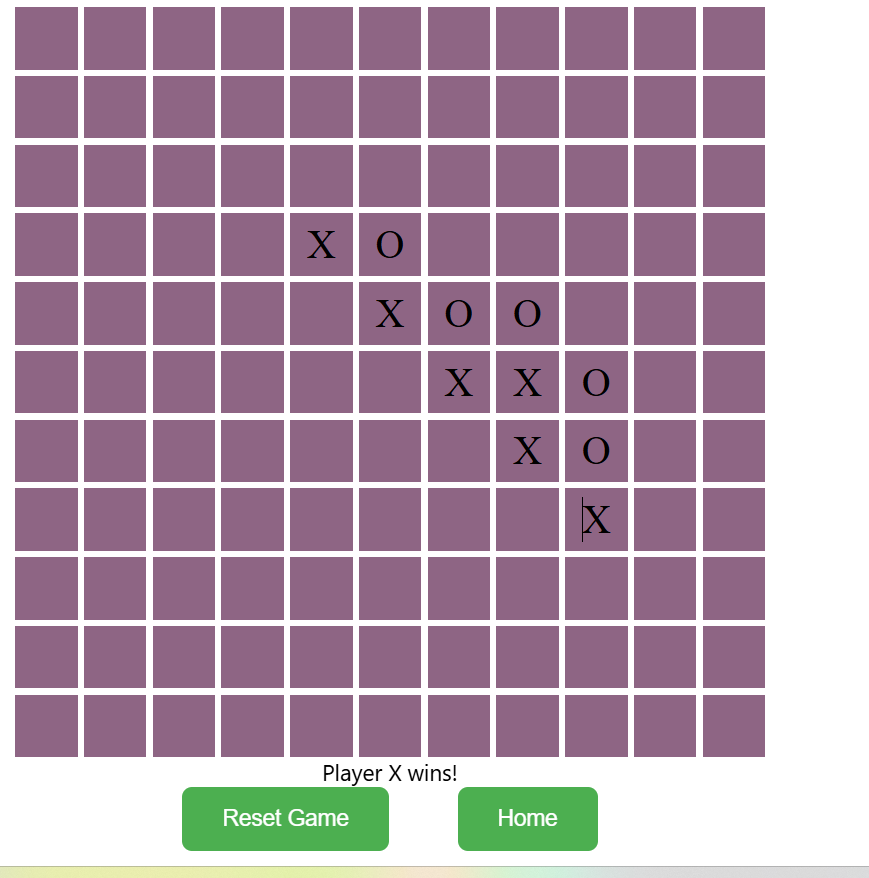 X O
X O O
X X O
X O
X
Player X wins!
Reset Game Home